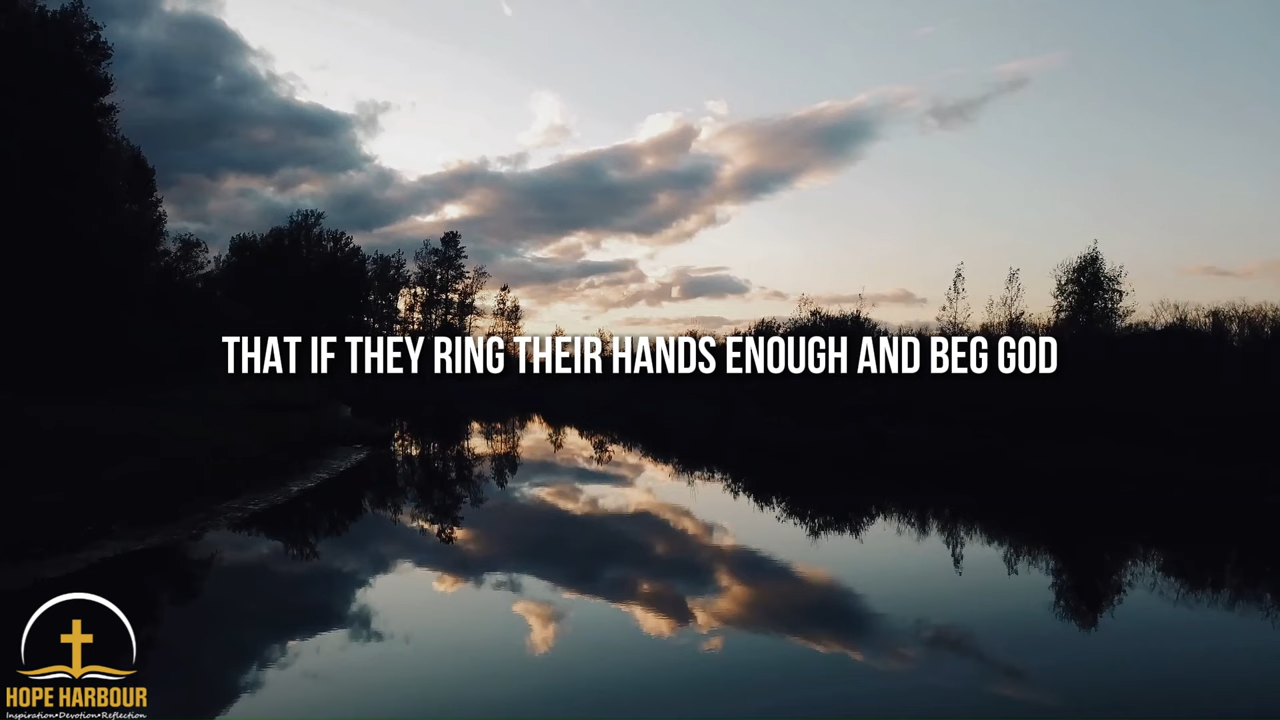 THAT IF THEY RING THEIR HANDS ENOUGH AND BEG GOD
HOPE HARBOUR
Inspiration•Devotion•Reflection